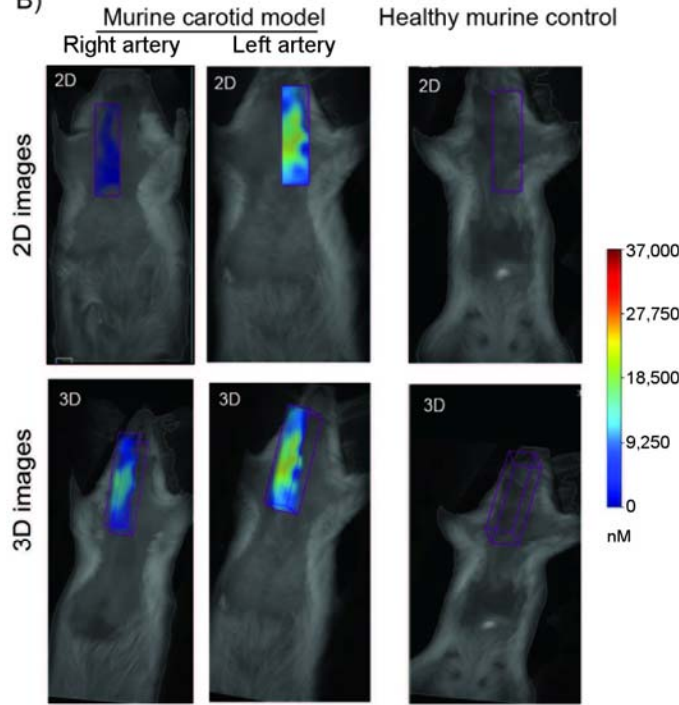 B)
Murine carotid model
Healthy murine control
Right artery
Left artery
2D images
2D
2D
2D
37,000
27,750
18,500
9,250
0
nM
3D images
3D
3D
3D